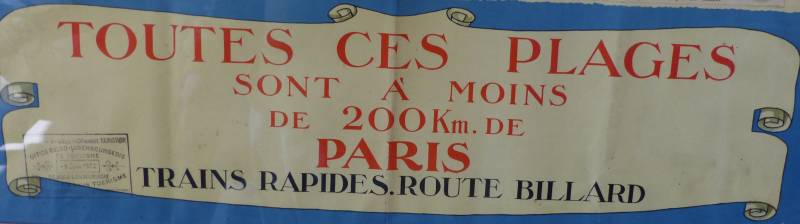 TOUTES CES PLAGES
SONT À MOINS
DE 200Km. DE
PARIS
TRAINS RAPIDES. ROUTE BILLARD